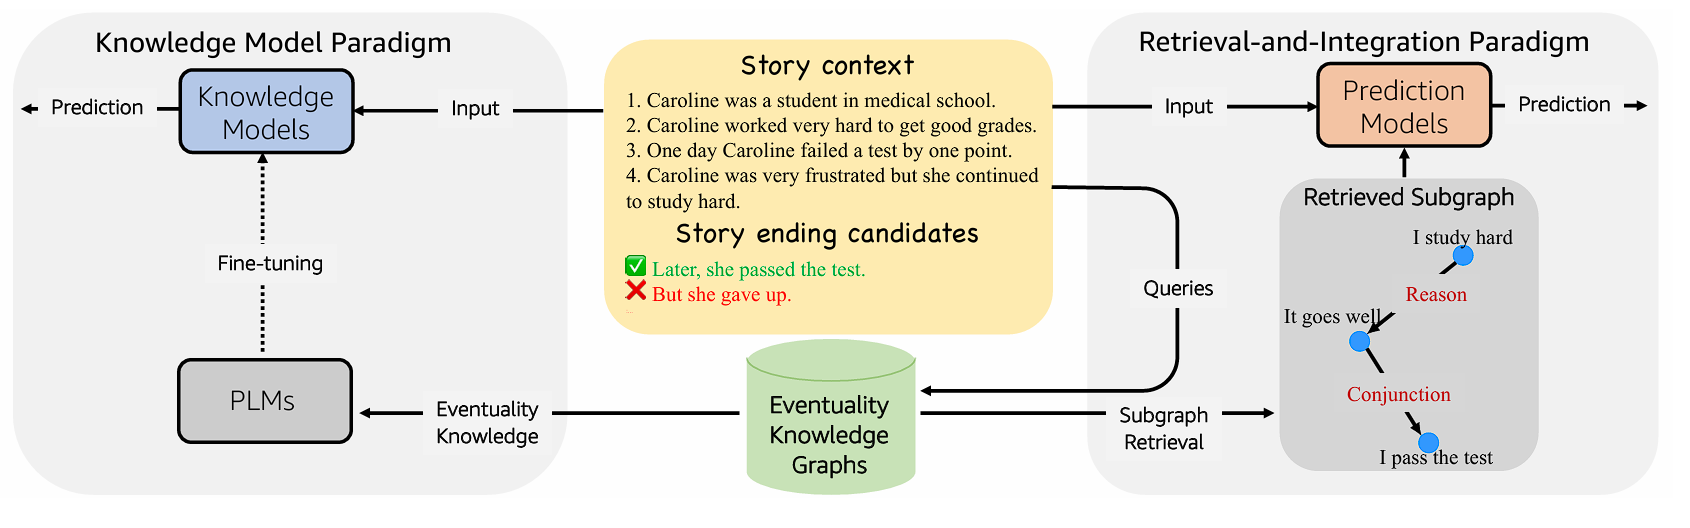 Knowledge Model Paradigm
Prediction
Knowledge
Models
Input
Fine-tuning
PLMs
Eventuality
Knowledge
Story context
1. Caroline was a student in medical school.
2. Caroline worked very hard to get good grades.
3. One day Caroline failed a test by one point.
4. Caroline was very frustrated but she continued
to study hard.
Story ending candidates
Later, she passed the test.
But she gave up.
Eventuality
Knowledge
Graphs
Retrieval-and-Integration Paradigm
Input
Prediction
Models
Prediction
Queries
Subgraph
Retrieval
Retrieved Subgraph
I study hard
Reason
It goes well
Conjunction
I pass the test